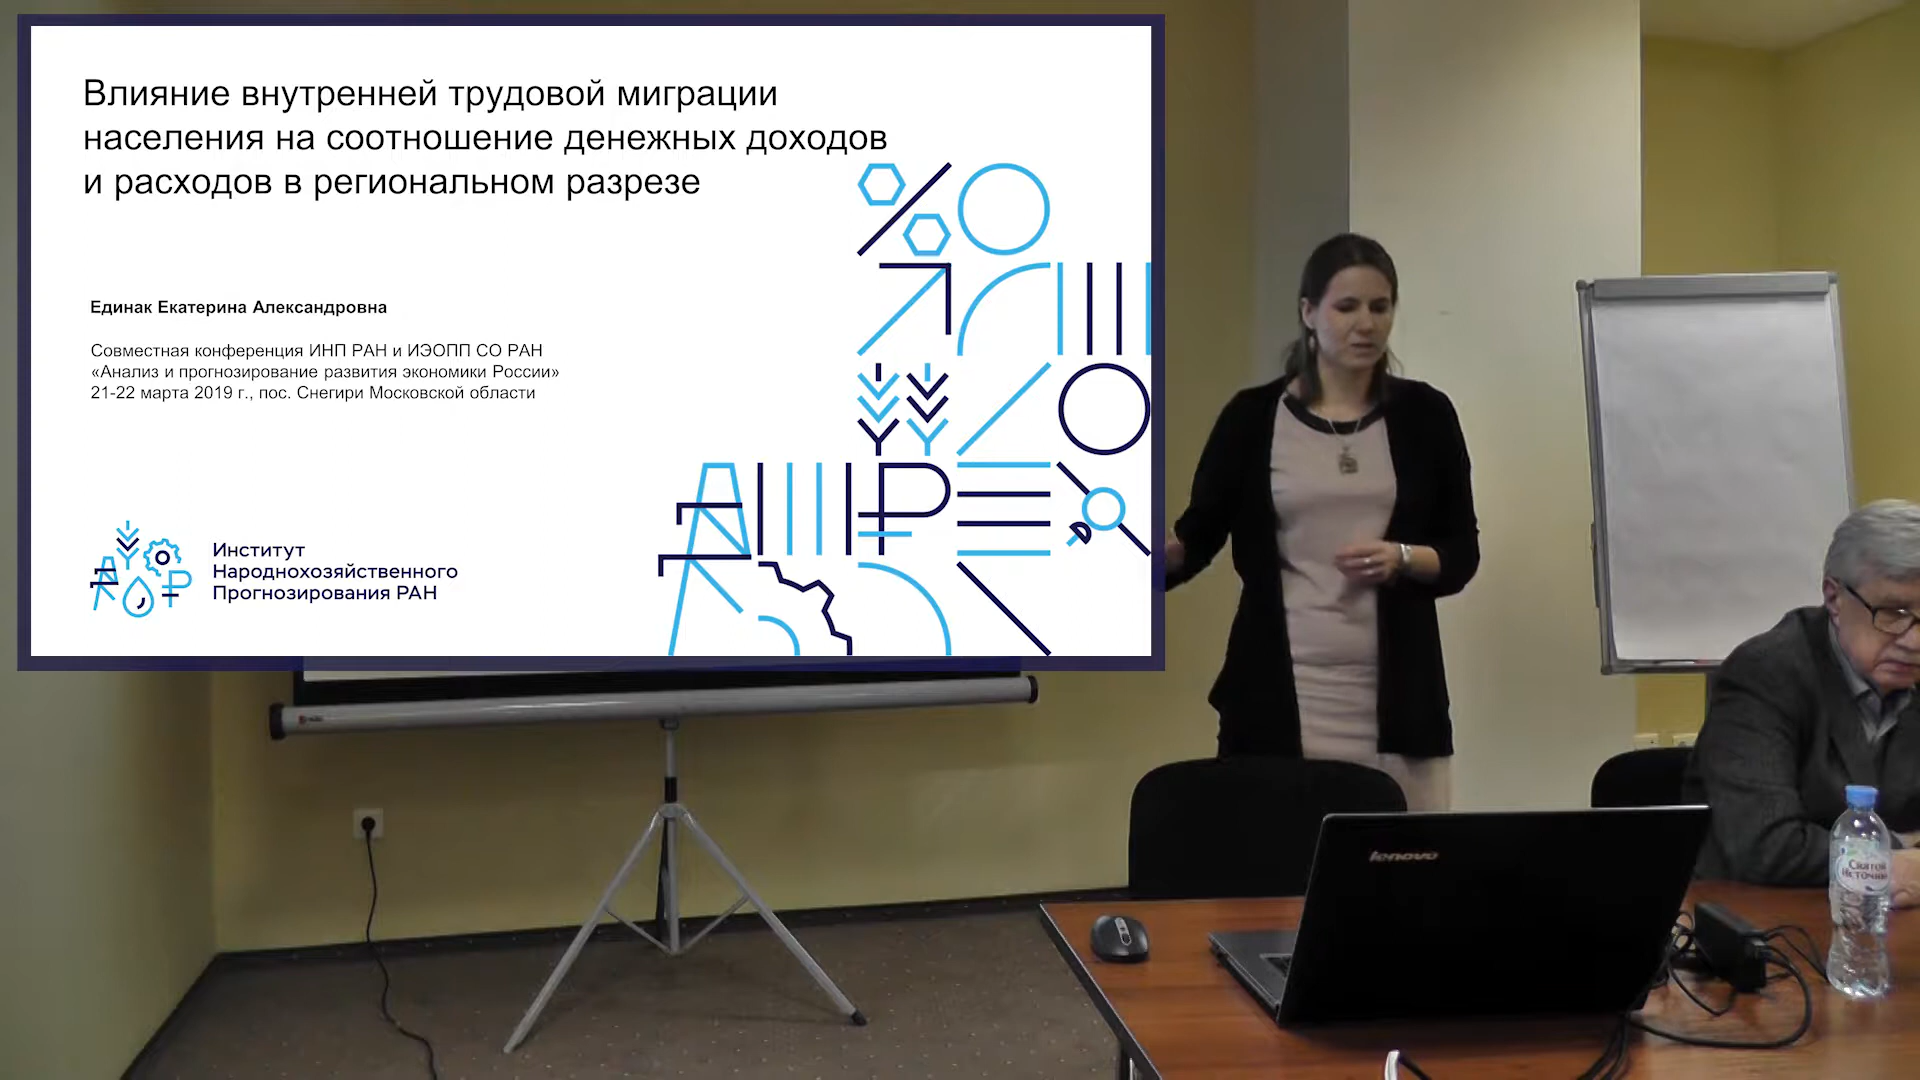 Влияние внутренней трудовой миграции
населения на соотношение денежных доходов
и расходов в региональном разрезе
Единак Екатерина Александровна
Совместная конференция ИНП РАН и ИЭОПП СО РАН
«Анализ и прогнозирование развития экономики России»
21-22 марта 2019 г., пос. Снегири Московской области
Институт
Народнохозяйственного
Прогнозирования РАН
lenovo
Святой
Источник